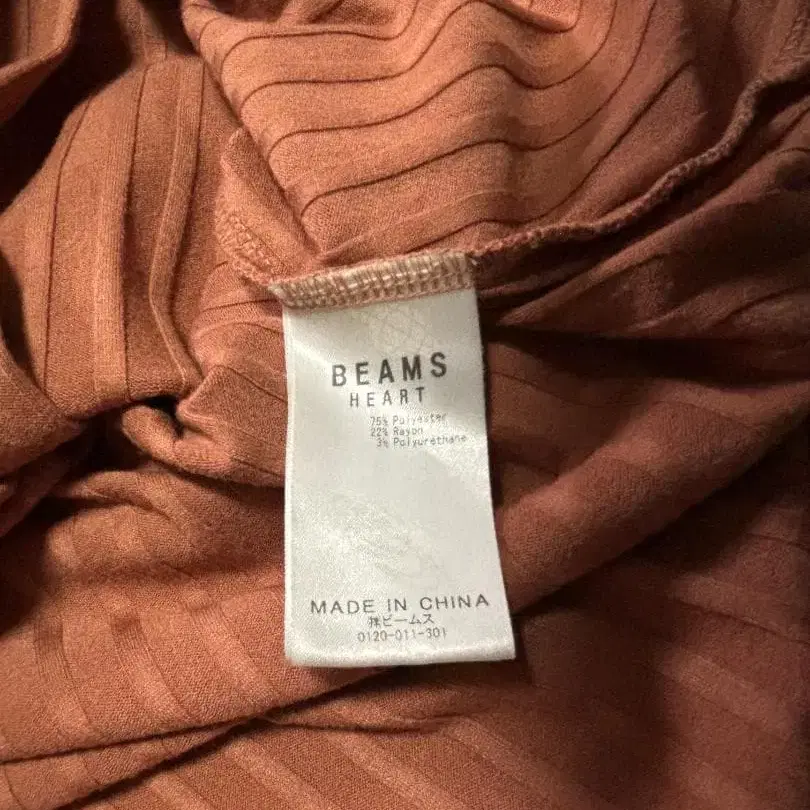 BEAMS
HEART
75% Polyester
22% Rayon
3% Polyurethane
MADE IN CHINA
㈱ビームス
0120-011-301